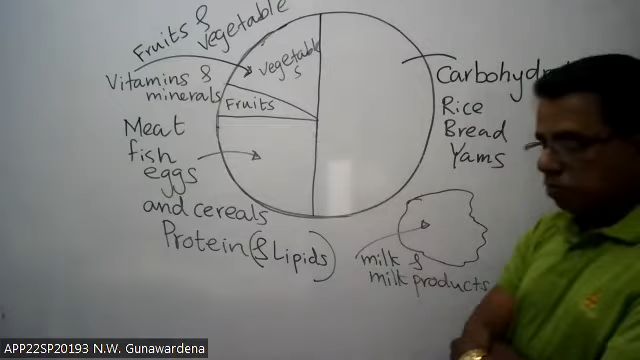 Fruits &
vegetable
Vitamins &
minerals
vegetable
s
Fruits
Meat
fish
eggs
and cereals
Protein (& Lipids)
Rice
Bread
Yams
milk &
milk products
APP22SP20193 N.W. Gunawardena